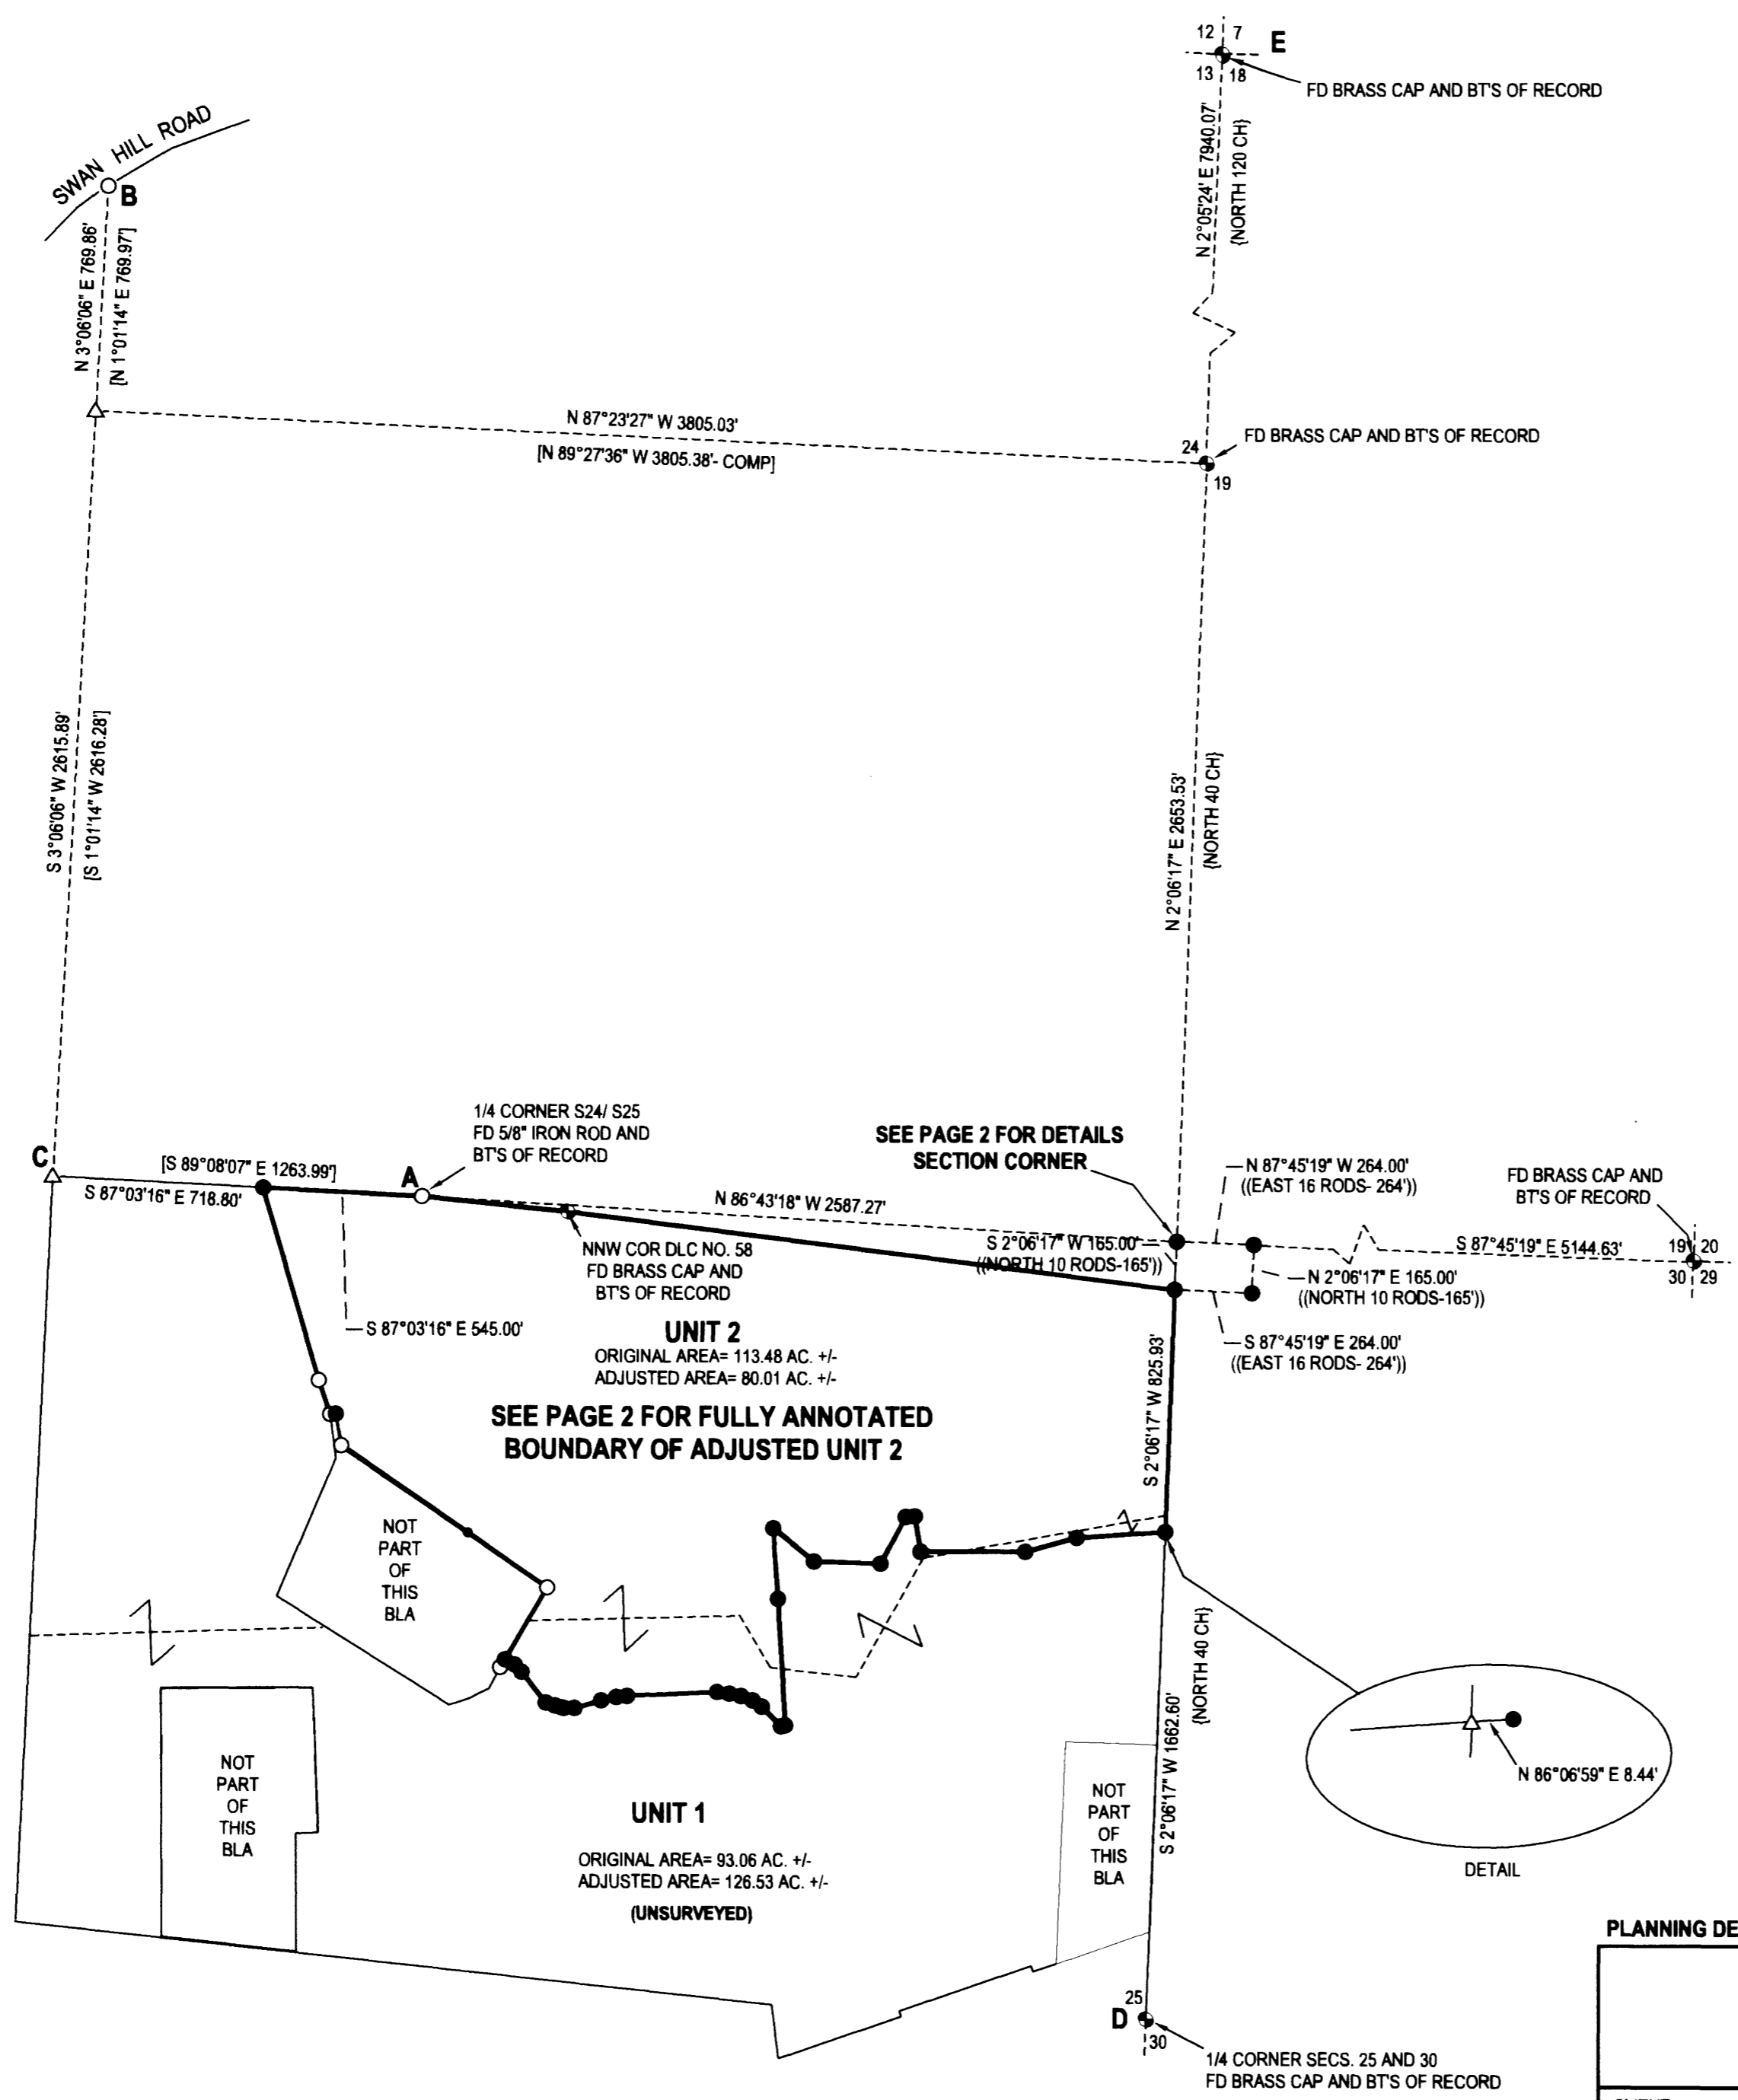 12 7
E
13 18
FD BRASS CAP AND BT'S OF RECORD
N 2°05'24' E 7940.07'
{NORTH 120 CH}
SWAN HILL ROAD
B
N 3°06'06" E 769.86'
[N 1°01'14" E 769.97']
N 87°23'27" W 3805.03'
[N 89°27'36" W 3805.38'- COMP]
24
19
FD BRASS CAP AND BT'S OF RECORD
S 3°06'06" W 2615.89'
[S 1°01'14" W 2616.28']
N 2°06'17" E 2653.53'
{NORTH 40 CH}
C
[S 89°08'07" E 1263.99']
S 87°03'16" E 718.80'
A
1/4 CORNER S24/ S25
FD 5/8" IRON ROD AND
BT'S OF RECORD
SEE PAGE 2 FOR DETAILS
SECTION CORNER
N 86°43'18" W 2587.27'
N 87°45'19" W 264.00'
((EAST 16 RODS- 264'))
FD BRASS CAP AND
BT'S OF RECORD
S 2°06'17" W 165.00'
((NORTH 10 RODS-165'))
S 87°45'19" E 5144.63'
19 20
30 29
NNW COR DLC NO. 58
FD BRASS CAP AND
BT'S OF RECORD
N 2°06'17" E 165.00'
((NORTH 10 RODS-165'))
S 87°03'16" E 545.00'
S 87°45'19" E 264.00'
((EAST 16 RODS- 264'))
UNIT 2
ORIGINAL AREA= 113.48 AC. +/-
ADJUSTED AREA= 80.01 AC. +/-
SEE PAGE 2 FOR FULLY ANNOTATED
BOUNDARY OF ADJUSTED UNIT 2
S 2°06'17" W 825.93'
NOT
PART
OF
THIS
BLA
{NORTH 40 CH}
S 2°06'17" W 1662.60'
N 86°06'59" E 8.44'
DETAIL
NOT
PART
OF
THIS
BLA
NOT
PART
OF
THIS
BLA
UNIT 1
ORIGINAL AREA= 93.06 AC. +/-
ADJUSTED AREA= 126.53 AC. +/-
(UNSURVEYED)
PLANNING DE
25
D
30
1/4 CORNER SECS. 25 AND 30
FD BRASS CAP AND BT'S OF RECORD